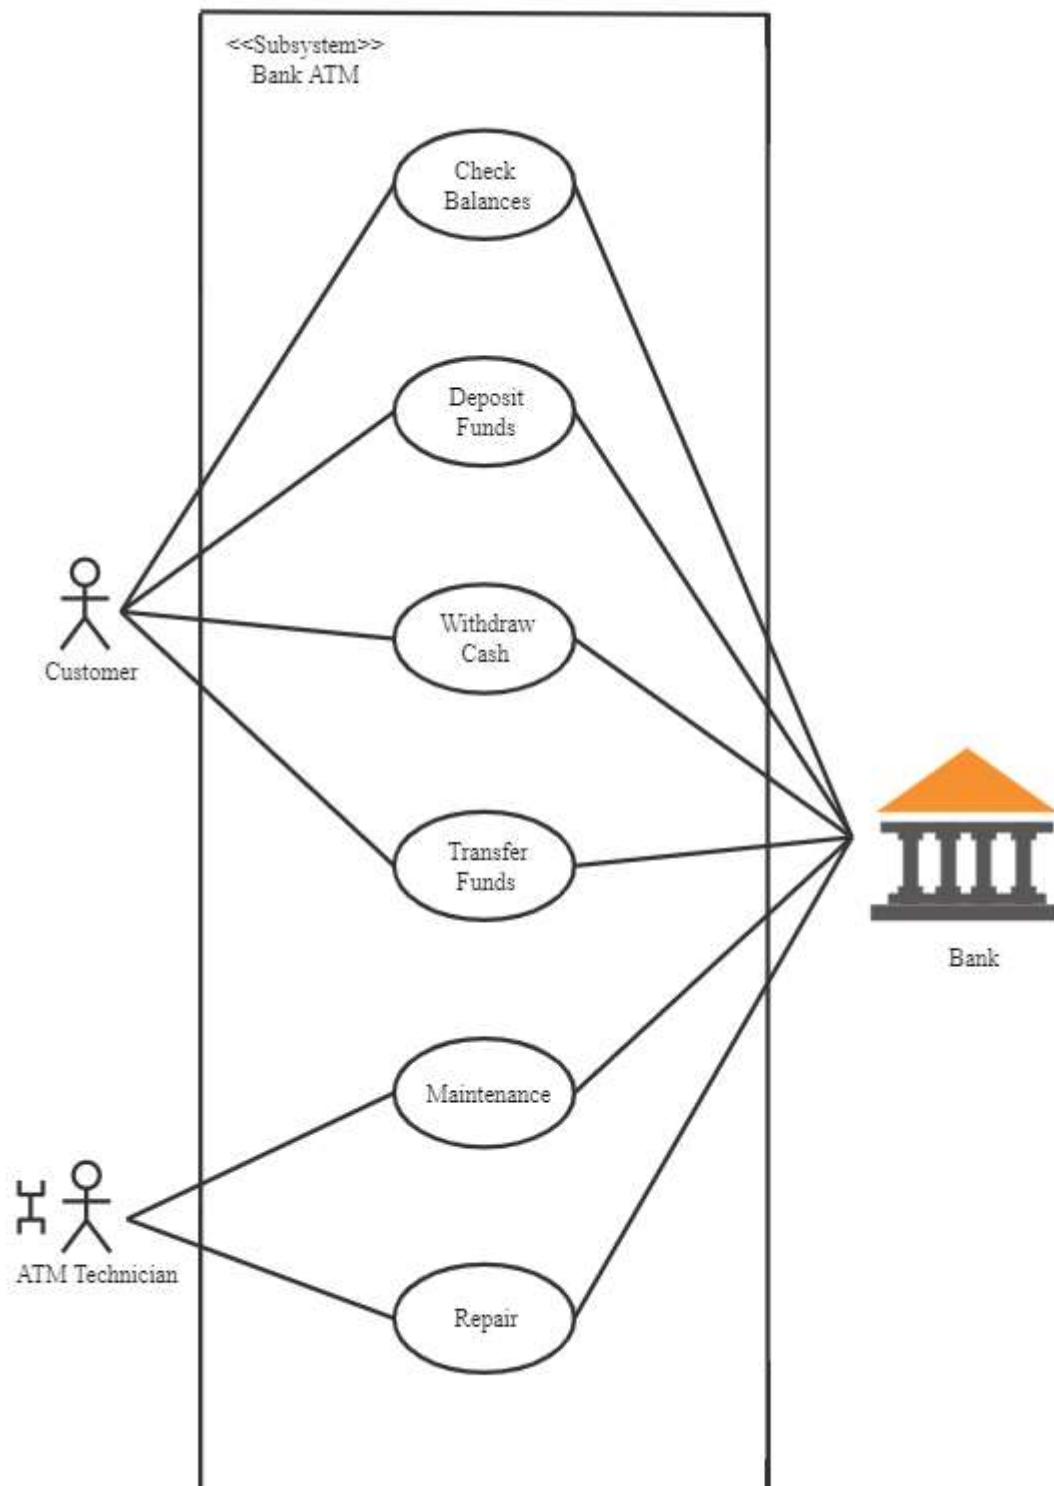 <<Subsystem>>
Bank ATM
Check
Balances
Deposit
Funds
Withdraw
Cash
Customer
Transfer
Funds
Bank
Maintenance
ATM Technician
Repair